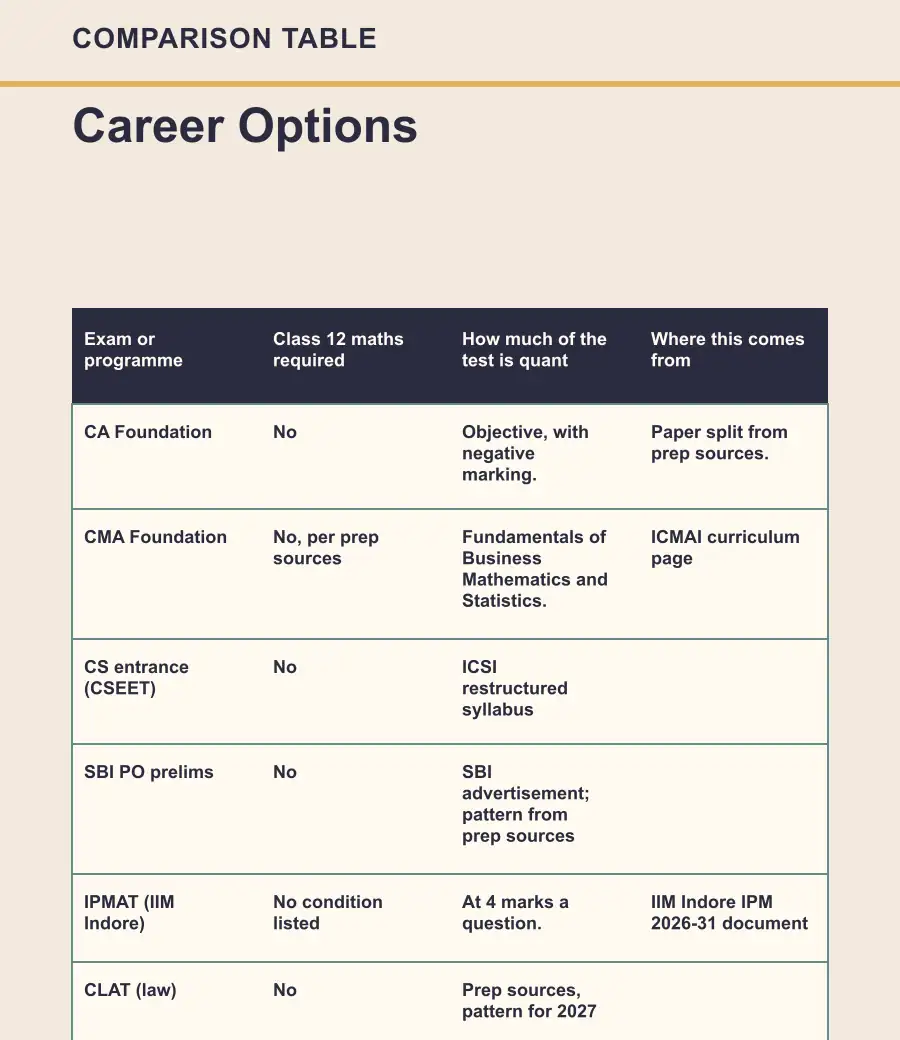 COMPARISON TABLE
Career Options
Exam or programme
Class 12 maths required
How much of the test is quant
Where this comes from
CA Foundation
No
Objective, with negative marking.
Paper split from prep sources.
CMA Foundation
No, per prep sources
Fundamentals of Business Mathematics and Statistics.
ICMAI curriculum page
CS entrance (CSEET)
No
ICSI restructured syllabus
SBI PO prelims
No
SBI advertisement; pattern from prep sources
IPMAT (IIM Indore)
No condition listed
At 4 marks a question.
IIM Indore IPM 2026-31 document
CLAT (law)
No
Prep sources, pattern for 2027